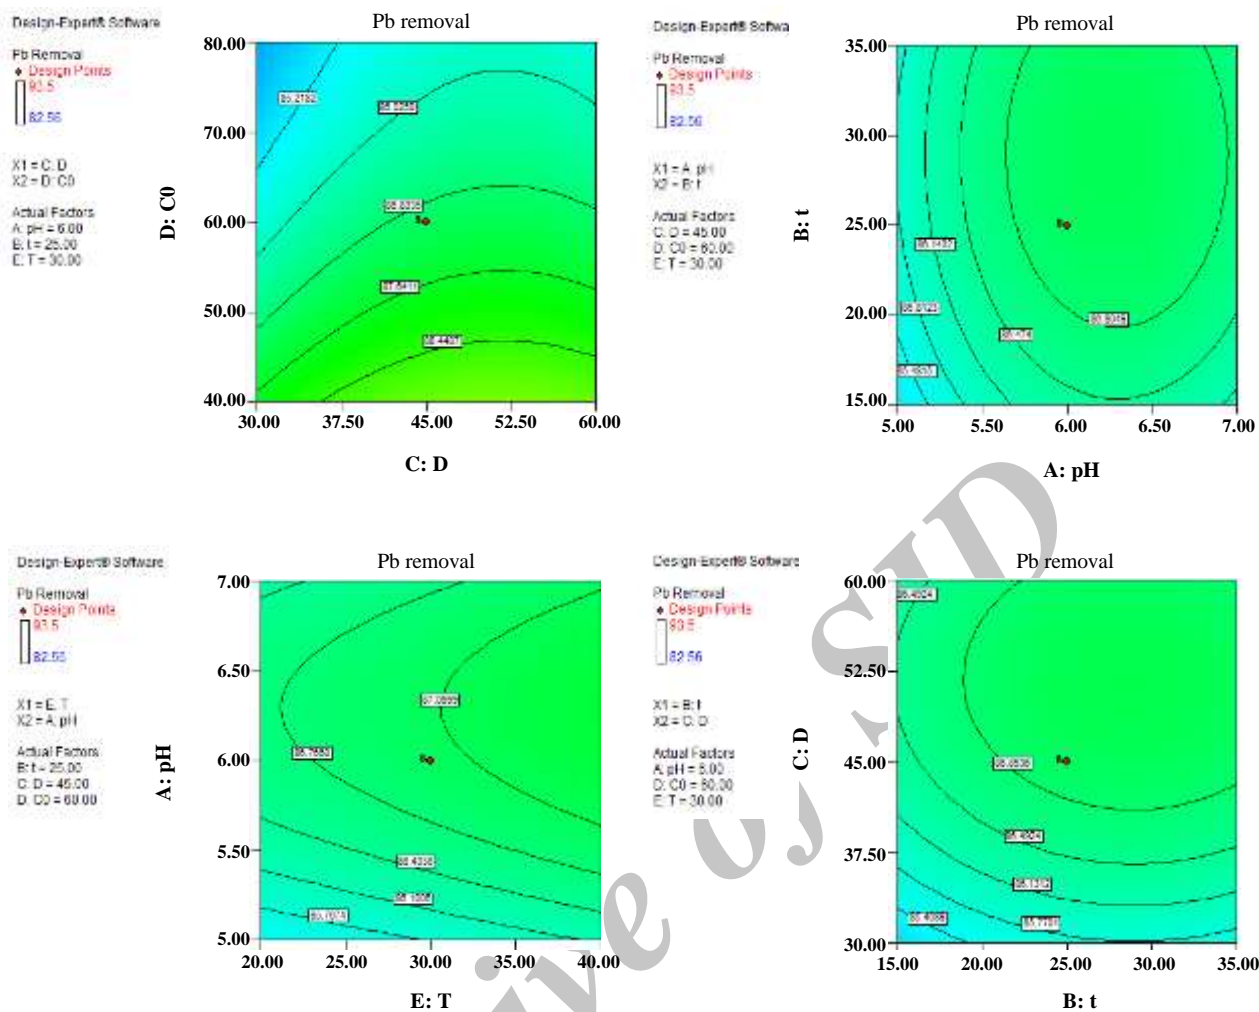 Design-Expert® Software
Pb Removal
Design Points
93.5
82.56
X1 = C: D
X2 = D: C0
Actual Factors
A: pH = 6.00
B: t = 25.00
E: T = 30.00
Pb removal
D: C0
80.00
70.00
60.00
50.00
40.00
30.00
37.50
45.00
52.50
60.00
C: D
Design-Expert® Softwa
Pb Removal
Design Points
93.5
82.56
X1 = A: pH
X2 = B: t
Actual Factors
C: D = 45.00
D: C0 = 60.00
E: T = 30.00
Pb removal
B: t
35.00
30.00
25.00
20.00
15.00
5.00
5.50
6.00
6.50
7.00
A: pH
Design-Expert® Software
Pb Removal
Design Points
93.5
82.56
X1 = E: T
X2 = A: pH
Actual Factors
B: t = 25.00
C: D = 45.00
D: C0 = 60.00
Pb removal
A: pH
7.00
6.50
6.00
5.50
5.00
20.00
25.00
30.00
35.00
40.00
E: T
Design-Expert® Software
Pb Removal
Design Points
93.5
82.56
X1 = B: t
X2 = C: D
Actual Factors
A: pH = 6.00
D: C0 = 60.00
E: T = 30.00
Pb removal
C: D
60.00
52.50
45.00
37.50
30.00
15.00
20.00
25.00
30.00
35.00
B: t
ive of SID